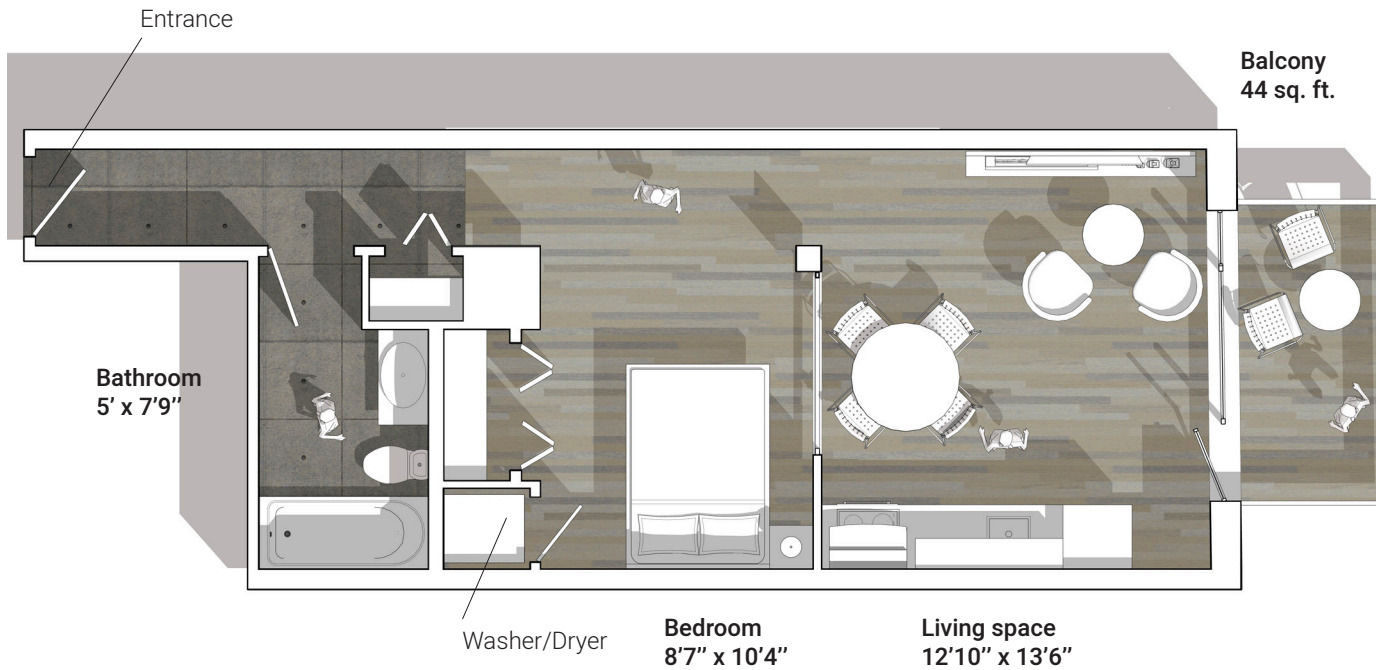 Entrance
Balcony
44 sq. ft.
Bathroom
5’ x 7’9’’
Washer/Dryer
Bedroom
8’7’’ x 10’4’’
Living space
12’10’’ x 13’6’’